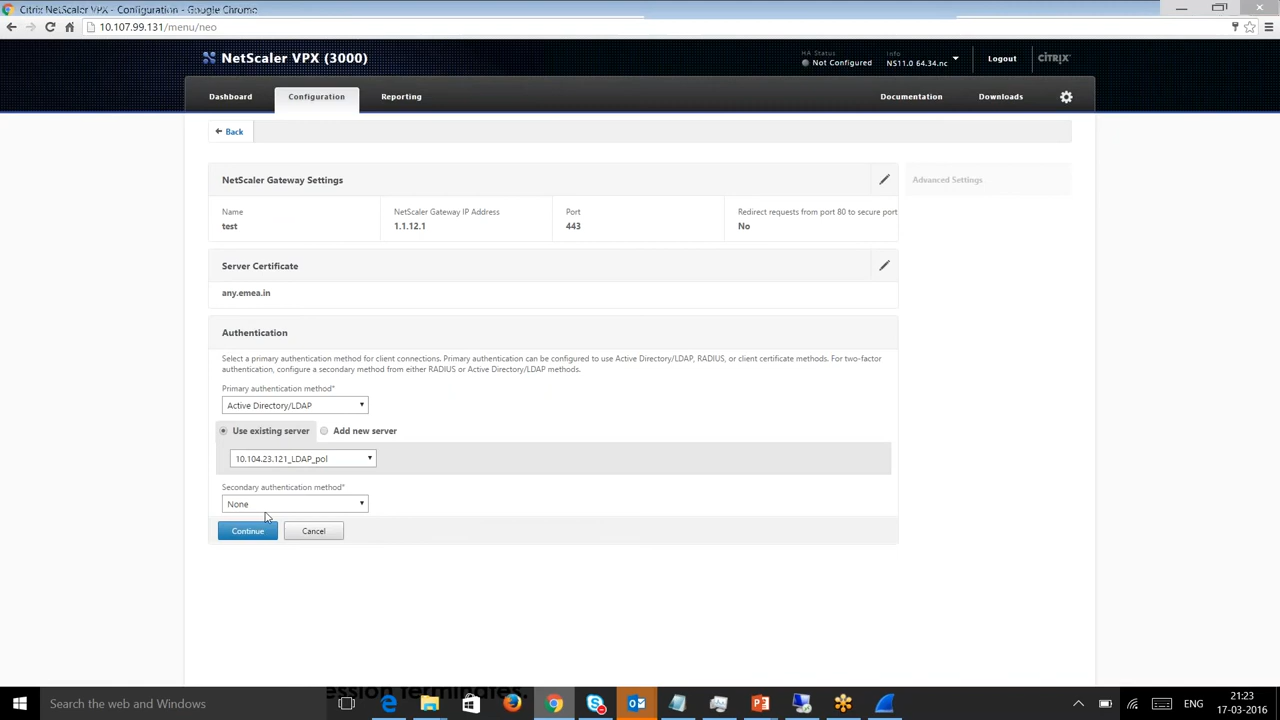 Citrix NetScaler VPX - Configuration - Google Chrome
10.107.99.131/menu/neo
NetScaler VPX (3000)
HA Status
Not Configured
Info
NS11.0 64.34.nc
Logout
CITRIX
Dashboard
Configuration
Reporting
Documentation
Downloads
Back
NetScaler Gateway Settings
Advanced Settings
Name
NetScaler Gateway IP Address
Port
Redirect requests from port 80 to secure port
test
1.1.12.1
443
No
Server Certificate
any.emea.in
Authentication
Select a primary authentication method for client connections. Primary authentication can be configured to use Active Directory/LDAP, RADIUS, or client certificate methods. For two-factor
authentication, configure a secondary method from either RADIUS or Active Directory/LDAP methods.
Primary authentication method*
Active Directory/LDAP
Use existing server
Add new server
10.104.23.121_LDAP_pol
Secondary authentication method*
None
Continue
Cancel
ession terminates.
Search the web and Windows
ENG
21:23
17-03-2016